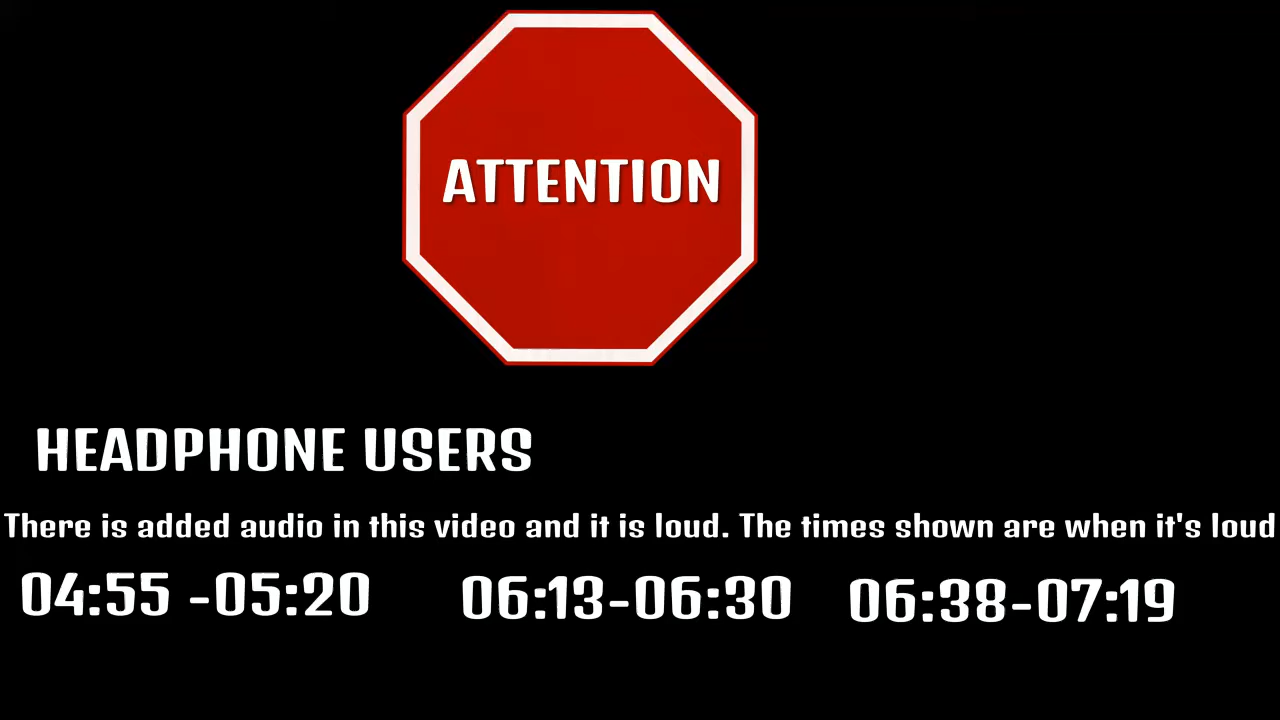 ATTENTION
HEADPHONE USERS
There is added audio in this video and it is loud. The times shown are when it's loud
04:55 -05:20 06:13-06:30 06:38-07:19